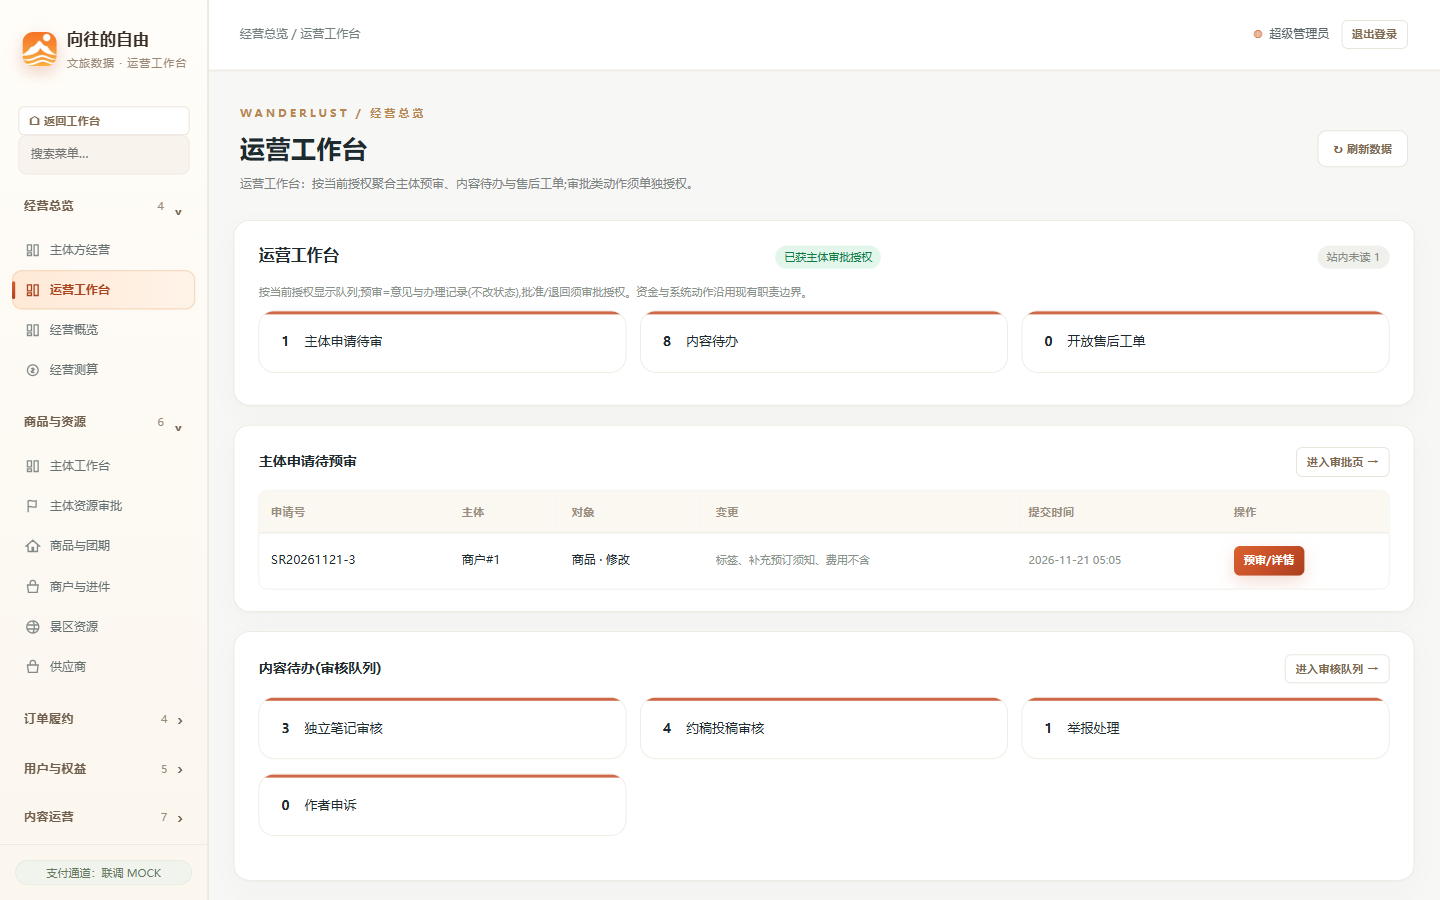 向往的自由
文旅数据 · 运营工作台
返回工作台
搜索菜单...
经营总览 4
主体方经营
运营工作台
经营概览
经营测算
商品与资源 6
主体工作台
主体资源审批
商品与团期
商户与进件
景区资源
供应商
订单履约 4
用户与权益 5
内容运营 7
支付通道：联调 MOCK
经营总览 / 运营工作台
超级管理员
退出登录
WANDERLUST / 经营总览
运营工作台
运营工作台：按当前授权聚合主体预审、内容待办与售后工单;审批类动作须单独授权。
↻ 刷新数据
运营工作台
已获主体审批授权
站内未读 1
按当前授权显示队列;预审=意见与办理记录(不改状态),批准/退回须审批授权。资金与系统动作沿用现有职责边界。
1 主体申请待审
8 内容待办
0 开放售后工单
主体申请待预审
进入审批页 →
申请号 主体 对象 变更 提交时间 操作
SR20261121-3 商户#1 商品 · 修改 标签、补充预订须知、费用不含 2026-11-21 05:05 预审/详情
内容待办(审核队列)
进入审核队列 →
3 独立笔记审核
4 约稿投稿审核
1 举报处理
0 作者申诉